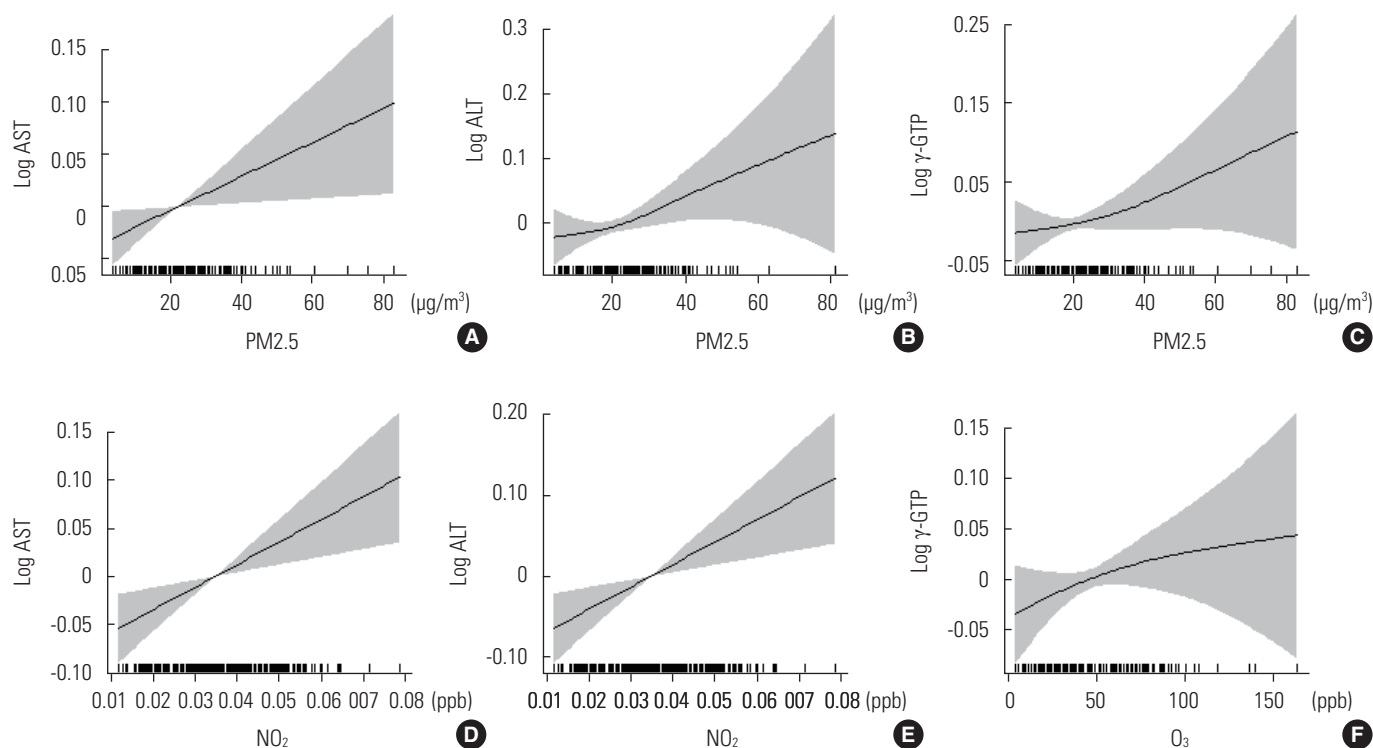 Log AST
0.15
0.10
0.05
0
0.05
20 40 60 80 (µg/m³)
PM2.5
A
Log ALT
0.3
0.2
0.1
0
20 40 60 80 (µg/m³)
PM2.5
B
Log γ-GTP
0.25
0.15
0.05
-0.05
20 40 60 80 (µg/m³)
PM2.5
C
Log AST
0.15
0.10
0.05
0
-0.05
-0.10
0.01 0.02 0.03 0.04 0.05 0.06 007 0.08 (ppb)
NO₂
D
Log ALT
0.20
0.10
0
-0.10
0.01 0.02 0.03 0.04 0.05 0.06 007 0.08 (ppb)
NO₂
E
Log γ-GTP
0.15
0.10
0.05
0
-0.05
0 50 100 150 (ppb)
O₃
F